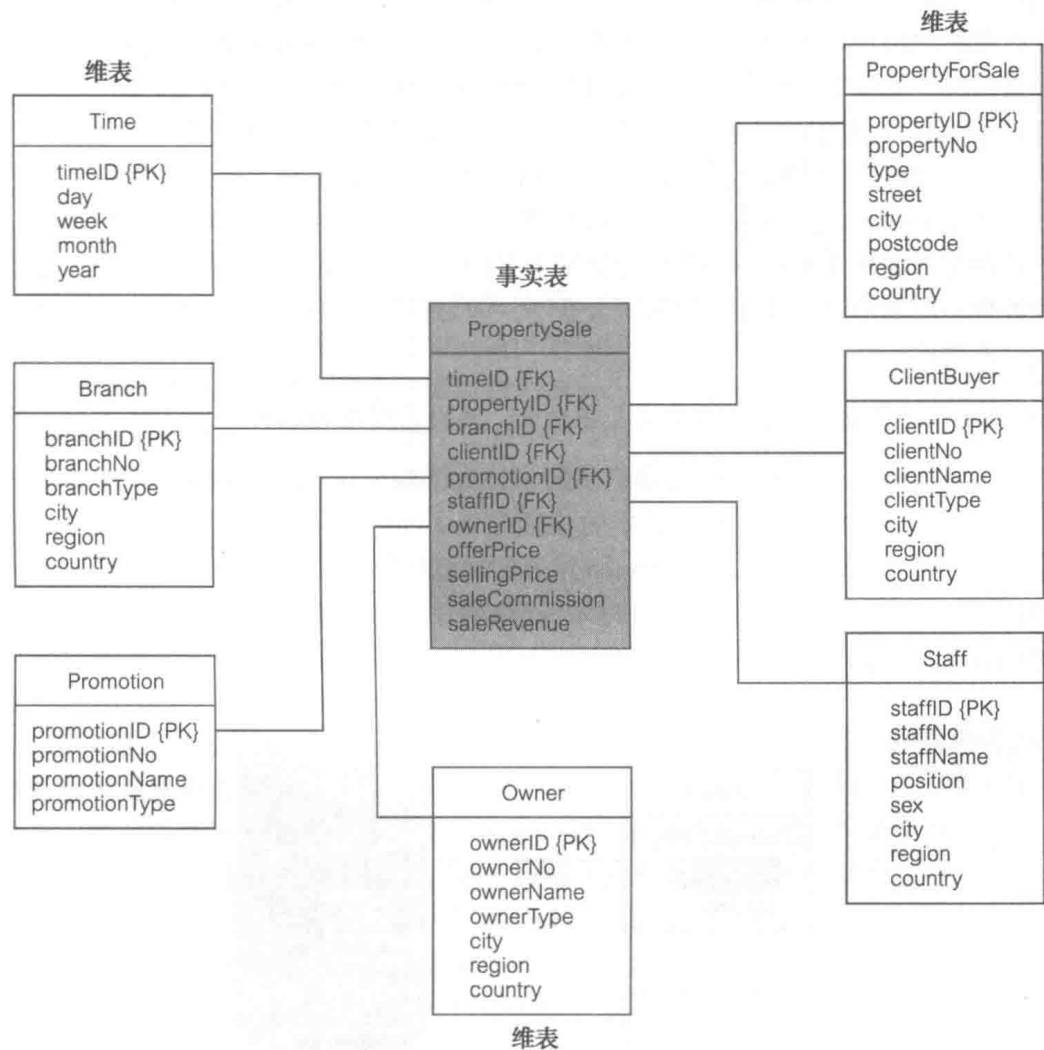 维表
Time
timeID {PK}
day
week
month
year
Branch
branchID {PK}
branchNo
branchType
city
region
country
Promotion
promotionID {PK}
promotionNo
promotionName
promotionType
事实表
PropertySale
timeID {FK}
propertyID {FK}
branchID {FK}
clientID {FK}
promotionID {FK}
staffID {FK}
ownerID {FK}
offerPrice
sellingPrice
saleCommission
saleRevenue
Owner
ownerID {PK}
ownerNo
ownerName
ownerType
city
region
country
维表
维表
PropertyForSale
propertyID {PK}
propertyNo
type
street
city
postcode
region
country
ClientBuyer
clientID {PK}
clientNo
clientName
clientType
city
region
country
Staff
staffID {PK}
staffNo
staffName
position
sex
city
region
country